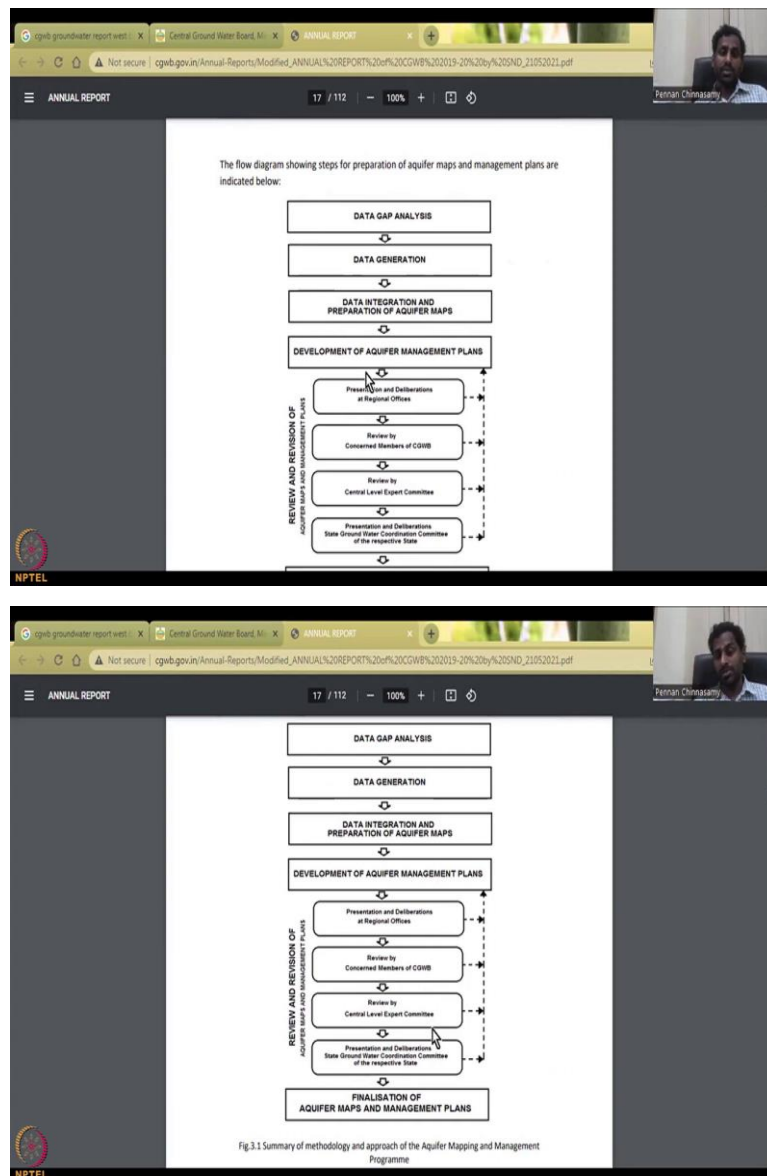 cgwb groundwater report west
Central Ground Water Board, Mi
ANNUAL REPORT
Not secure | cgwb.gov.in/Annual-Reports/Modified_ANNUAL%20REPORT%20of%20CGWB%202019-20%20by%20SND_21052021.pdf
ANNUAL REPORT
17 / 112
100%
Pennan Chinnasamy
The flow diagram showing steps for preparation of aquifer maps and management plans are
indicated below:
DATA GAP ANALYSIS
DATA GENERATION
DATA INTEGRATION AND
PREPARATION OF AQUIFER MAPS
DEVELOPMENT OF AQUIFER MANAGEMENT PLANS
REVIEW AND REVISION OF
AQUIFER MAPS AND MANAGEMENT PLANS
Presentation and Deliberations
at Regional Offices
Review by
Concerned Members of CGWB
Review by
Central Level Expert Committee
Presentation and Deliberations
State Ground Water Coordination Committee
of the respective State
NPTEL
cgwb groundwater report west
Central Ground Water Board, Mi
ANNUAL REPORT
Not secure | cgwb.gov.in/Annual-Reports/Modified_ANNUAL%20REPORT%20of%20CGWB%202019-20%20by%20SND_21052021.pdf
ANNUAL REPORT
17 / 112
100%
Pennan Chinnasamy
DATA GAP ANALYSIS
DATA GENERATION
DATA INTEGRATION AND
PREPARATION OF AQUIFER MAPS
DEVELOPMENT OF AQUIFER MANAGEMENT PLANS
REVIEW AND REVISION OF
AQUIFER MAPS AND MANAGEMENT PLANS
Presentation and Deliberations
at Regional Offices
Review by
Concerned Members of CGWB
Review by
Central Level Expert Committee
Presentation and Deliberations
State Ground Water Coordination Committee
of the respective State
FINALISATION OF
AQUIFER MAPS AND MANAGEMENT PLANS
Fig.3.1 Summary of methodology and approach of the Aquifer Mapping and Management
Programme
NPTEL